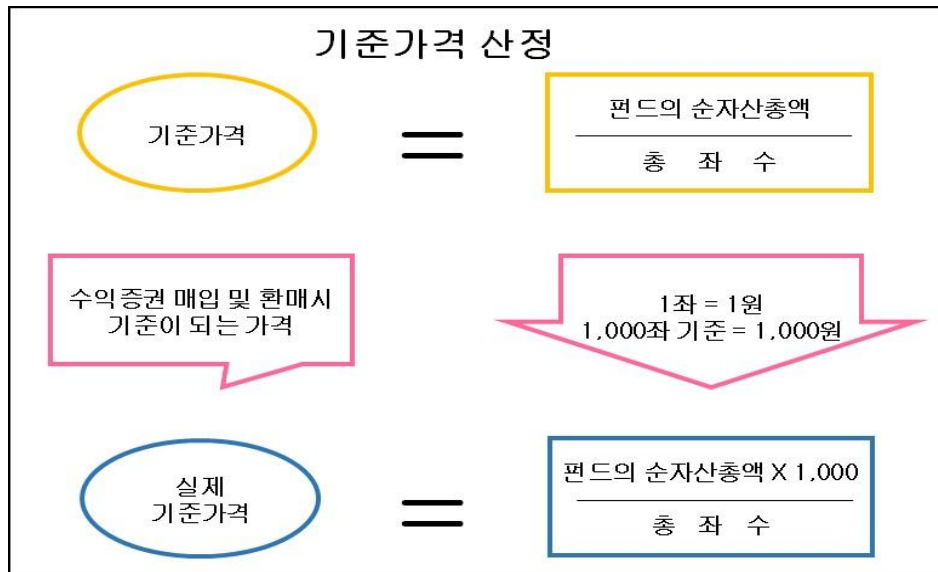 기준가격 산정
기준가격
=
펀드의 순자산총액
총 좌 수
수익증권 매입 및 환매시
기준이 되는 가격
1좌 = 1원
1,000좌 기준 = 1,000원
실제
기준가격
=
펀드의 순자산총액 X 1,000
총 좌 수